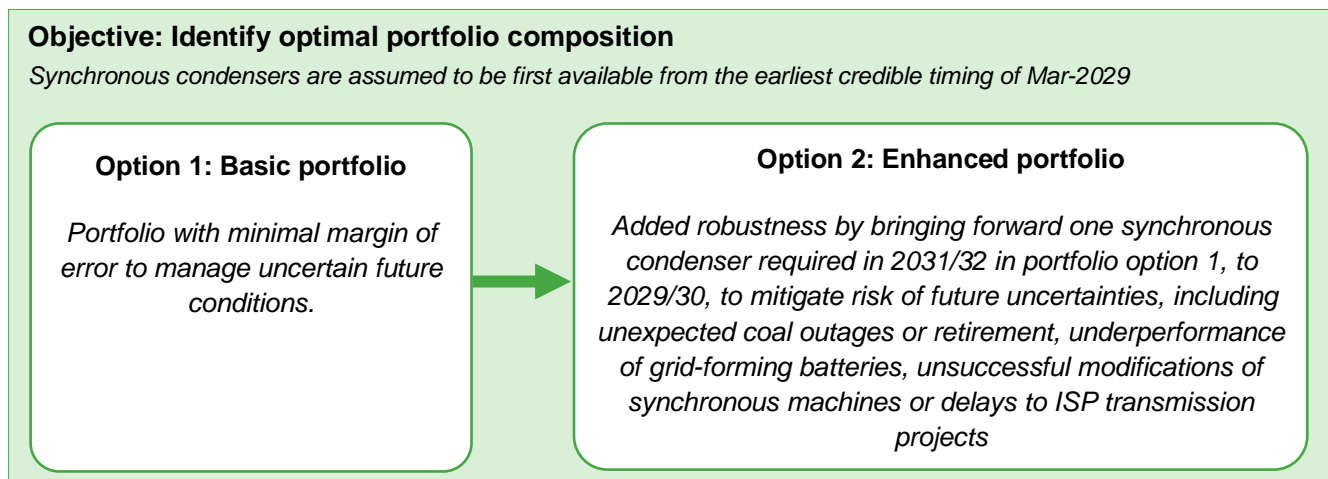 Objective: Identify optimal portfolio composition
Synchronous condensers are assumed to be first available from the earliest credible timing of Mar-2029
Option 1: Basic portfolio
Portfolio with minimal margin of
error to manage uncertain future
conditions.
Option 2: Enhanced portfolio
Added robustness by bringing forward one synchronous
condenser required in 2031/32 in portfolio option 1, to
2029/30, to mitigate risk of future uncertainties, including
unexpected coal outages or retirement, underperformance
of grid-forming batteries, unsuccessful modifications of
synchronous machines or delays to ISP transmission
projects